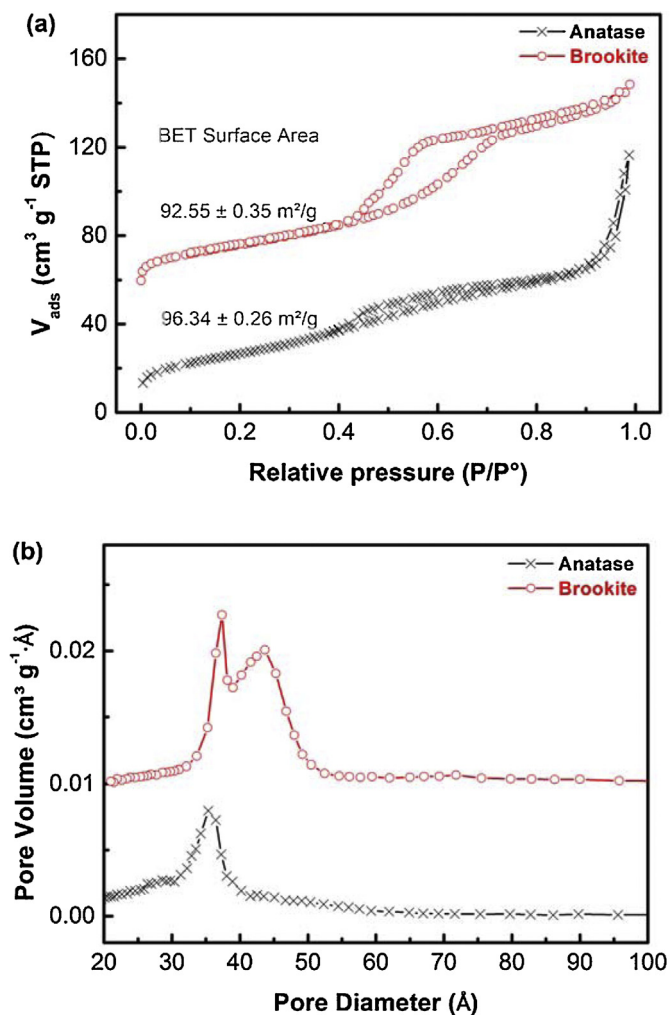 (a)
Anatase
Brookite
160
120
80
40
0
V_ads (cm³ g⁻¹ STP)
BET Surface Area
92.55 ± 0.35 m²/g
96.34 ± 0.26 m²/g
0.0 0.2 0.4 0.6 0.8 1.0
Relative pressure (P/P°)
(b)
Anatase
Brookite
0.02
0.01
0.00
Pore Volume (cm³ g⁻¹·Å)
20 30 40 50 60 70 80 90 100
Pore Diameter (Å)